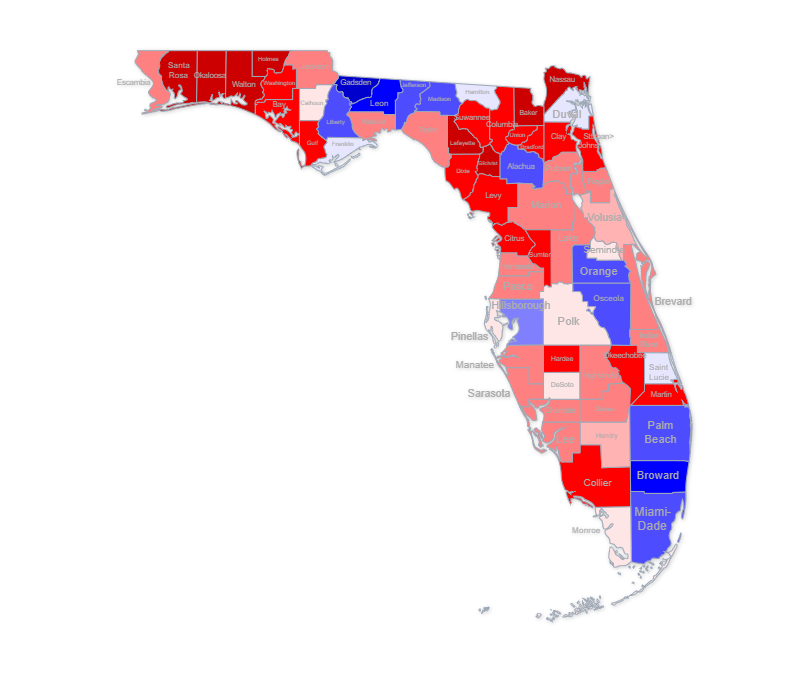 Holmes
Santa
Rosa
Okaloosa
Walton
Escambia
Washington
Bay
Calhoun
Gulf
Gadsden
Leon
Liberty
Franklin
Jefferson
Madison
Hamilton
Suwannee
Columbia
Lafayette
Dixie
Gilchrist
Union
Bradford
Baker
Nassau
Duval
Clay
St<span>
Johns
Alachua
Levy
Marion
Volusia
Citrus
Sumter
Lake
Seminole
Orange
Pasco
Hillsborough
Osceola
Brevard
Pinellas
Polk
Manatee
Hardee
Okeechobee
Saint
Lucie
Sarasota
DeSoto
Martin
Hendry
Lee
Palm
Beach
Collier
Broward
Miami-
Dade
Monroe